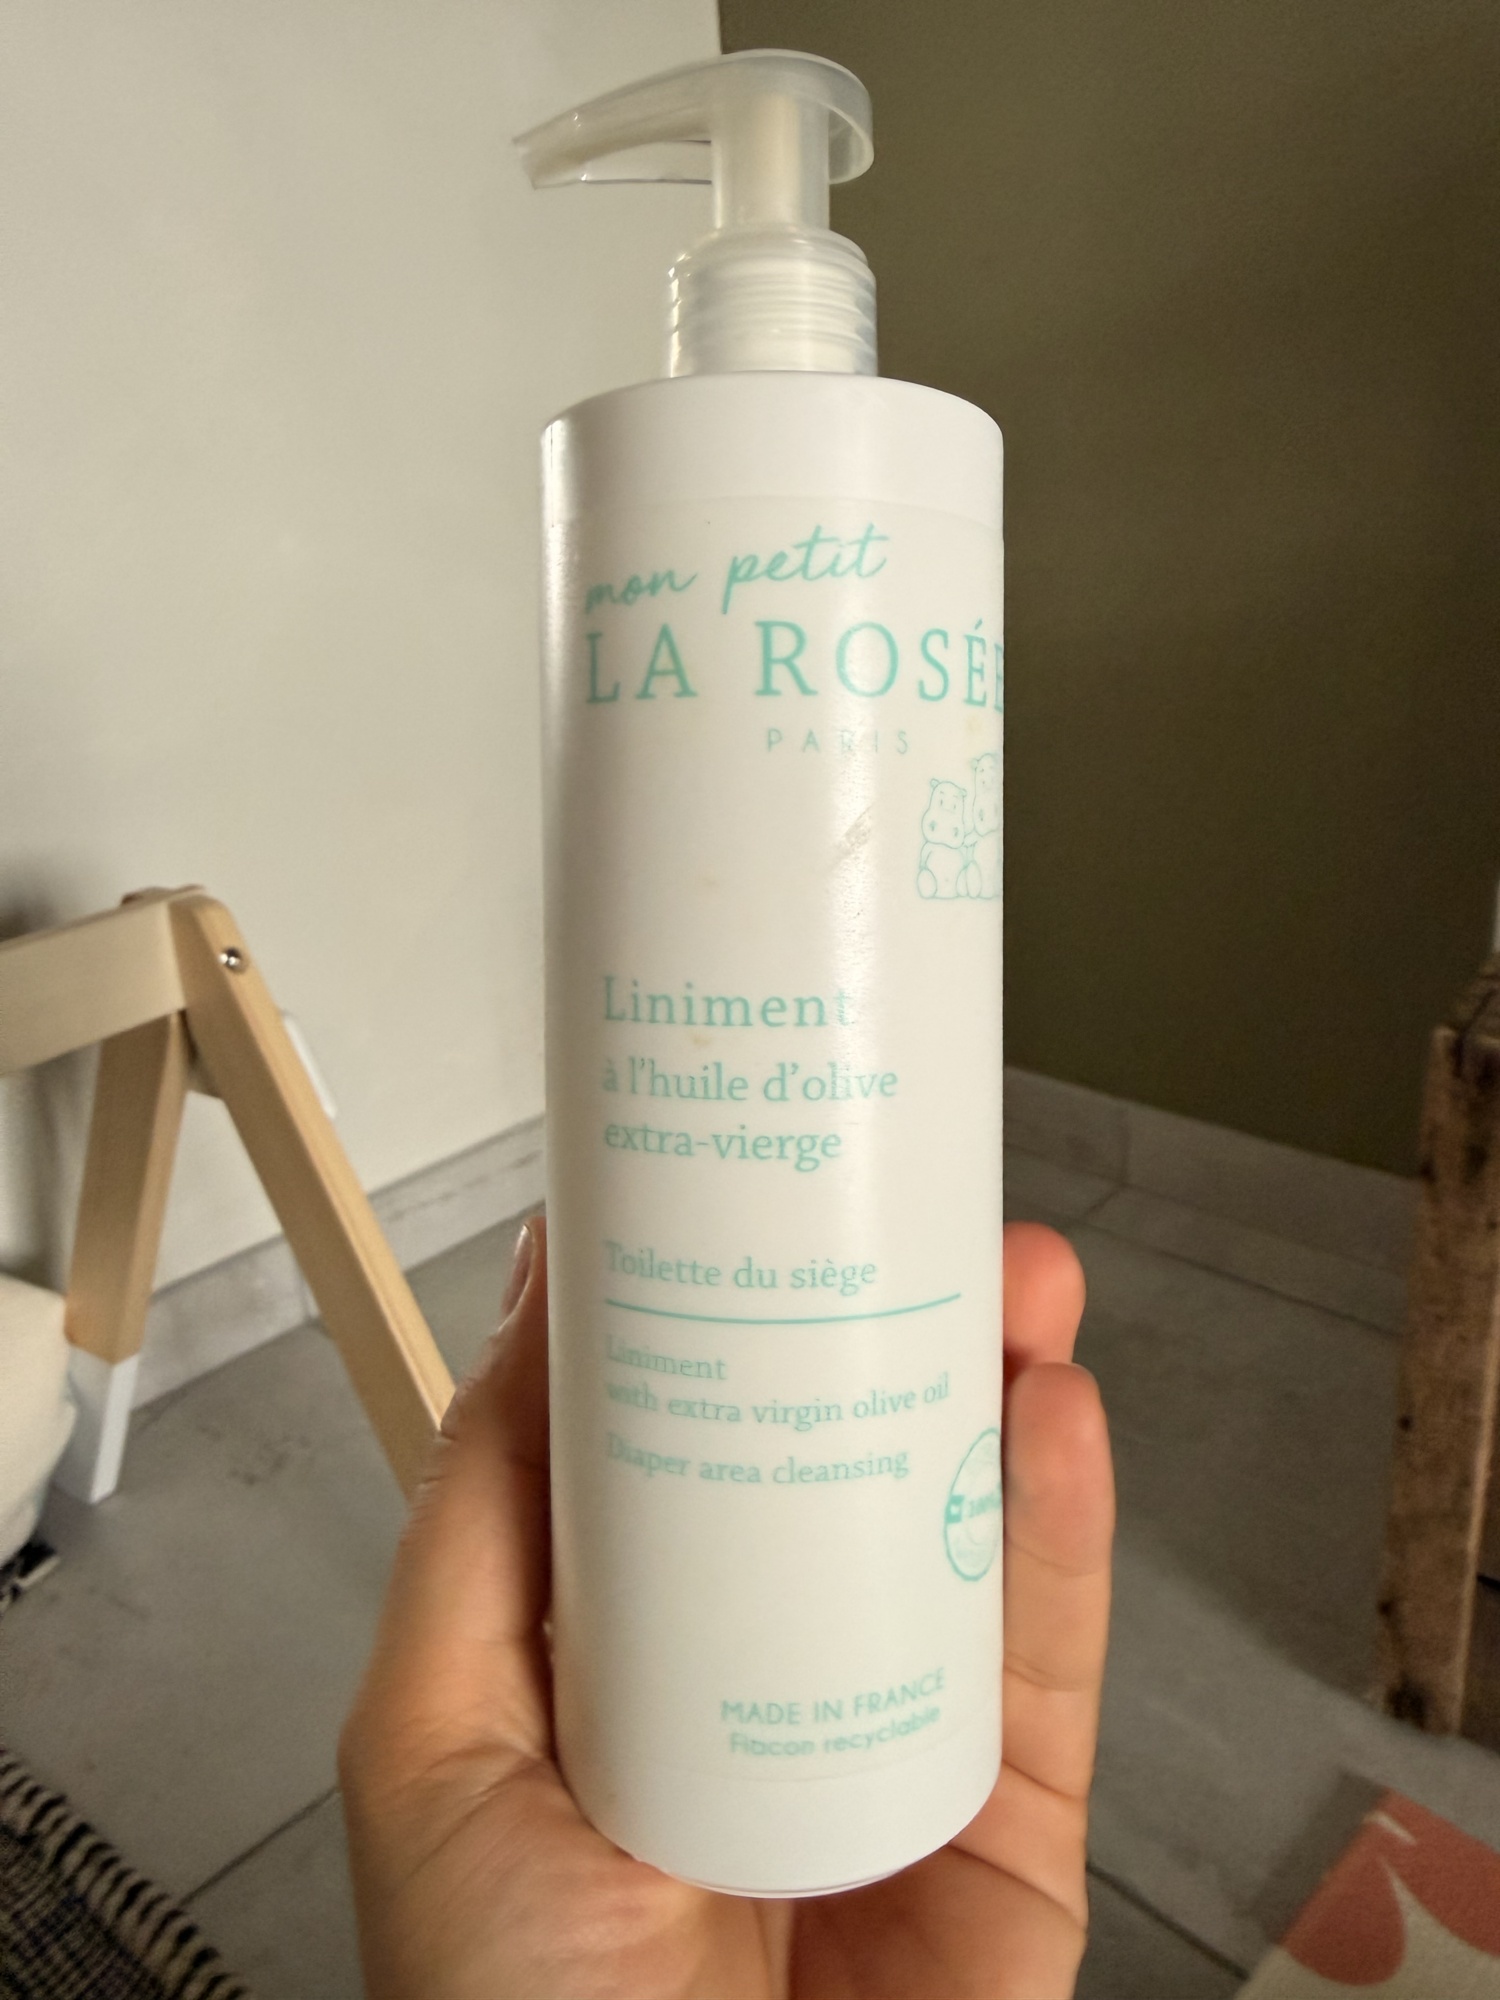 mon petit
LA ROSÉE
PARIS
Liniment
à l'huile d'olive
extra-vierge
Toilette du siège
Liniment
with extra virgin olive oil
Diaper area cleansing
MADE IN FRANCE
Flacon recyclable